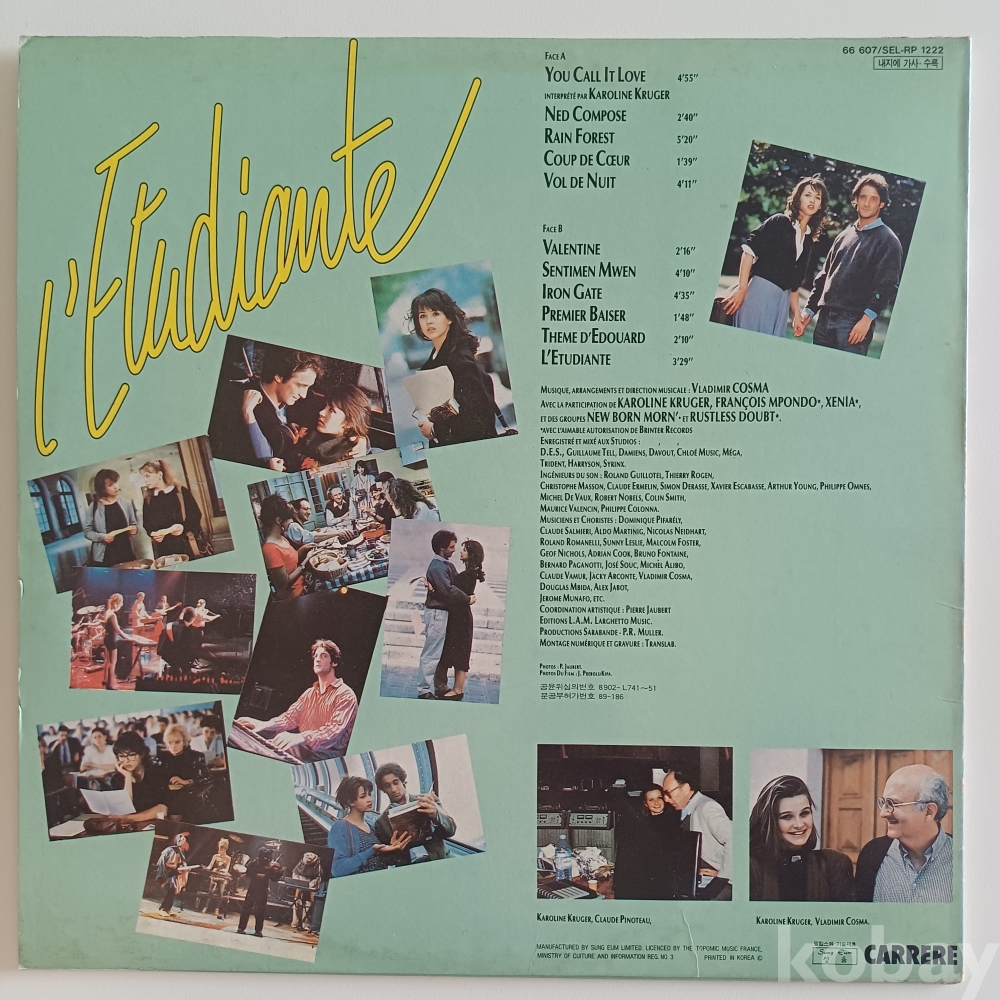 66 607/SEL-RP 1222
내지에 가사· 수록
L'Etudiante
FACE A
YOU CALL IT LOVE 4'55"
INTERPRÉTÉ PAR KAROLINE KRUGER
NED COMPOSE 2'40"
RAIN FOREST 5'20"
COUP DE CŒUR 1'39"
VOL DE NUIT 4'11"
FACE B
VALENTINE 2'16"
SENTIMEN MWEN 4'10"
IRON GATE 4'35"
PREMIER BAISER 1'48"
THEME D'EDOUARD 2'10"
L'ETUDIANTE 3'29"
MUSIQUE, ARRANGEMENTS ET DIRECTION MUSICALE : VLADIMIR COSMA
AVEC LA PARTICIPATION DE KAROLINE KRUGER, FRANÇOIS MPONDO*, XENIA*,
ET DES GROUPES NEW BORN MORN'* ET RUSTLESS DOUBT*.
*AVEC L'AIMABLE AUTORISATION DE BRINTER RECORDS
ENREGISTRÉ ET MIXÉ AUX STUDIOS : , ,
D.E.S., GUILLAUME TELL, DAMIENS, DAVOUT, CHLOÉ MUSIC, MÉGA,
TRIDENT, HARRYSON, SYRINX.
INGÉNIEURS DU SON : ROLAND GUILLOTEL, THIERRY ROGEN,
CHRISTOPHE MASSON, CLAUDE ERMELIN, SIMON DERASSE, XAVIER ESCABASSE, ARTHUR YOUNG, PHILIPPE OMNES,
MICHEL DE VAUX, ROBERT NOBELS, COLIN SMITH,
MAURICE VALENCIN, PHILIPPE COLONNA.
MUSICIENS ET CHORISTES : DOMINIQUE PIFARÉLY,
CLAUDE SALMIERI, ALDO MARTINIG, NICOLAS NEIDHART,
ROLAND ROMANELLI, SUNNY LESLIE, MALCOLM FOSTER,
GEOF NICHOLS, ADRIAN COOK, BRUNO FONTAINE,
BERNARD PAGANOTTI, JOSÉ SOUC, MICHEL ALIBO,
CLAUDE VAMUR, JACKY ARCONTE, VLADIMIR COSMA,
DOUGLAS MBIDA, ALEX JABOT,
JEROME MUNAFO, ETC.
COORDINATION ARTISTIQUE : PIERRE JAUBERT
EDITIONS L.A.M. LARGHETTO MUSIC.
PRODUCTIONS SARABANDE - P.R. MULLER.
MONTAGE NUMÉRIQUE ET GRAVURE : TRANSLAB.
PHOTOS : P. JAUBERT.
PHOTOS DU FILM : J. PREBOIS/KIPA.
공윤위심의번호 8902-L741~51
문공부허가번호 89-186
KAROLINE KRUGER, CLAUDE PINOTEAU,
KAROLINE KRUGER, VLADIMIR COSMA.
MANUFACTURED BY SUNG EUM LIMITED. LICENCED BY THE TOPOMIC MUSIC FRANCE,
MINISTRY OF CUITURE AND INFORMATION REG. NO 3 PRINTED IN KOREA ©
Sung Eum
성 음
CARRERE
kobay